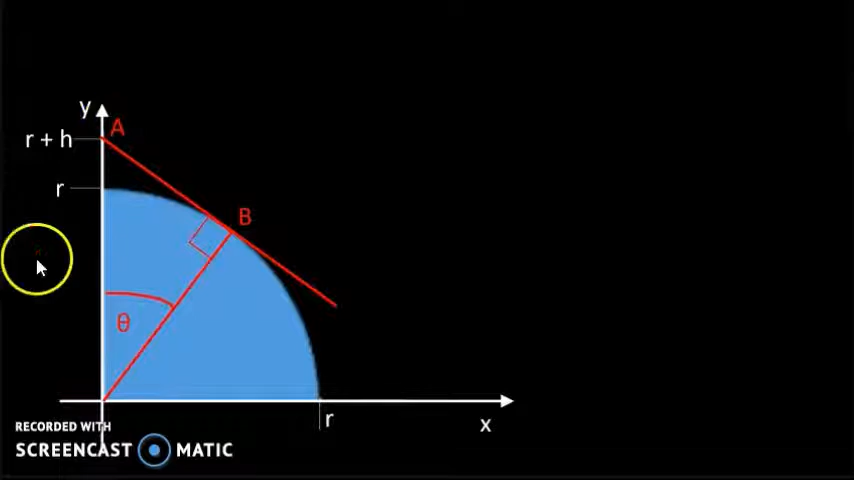 y
A
r + h
r
B
θ
r
x
RECORDED WITH
SCREENCAST MATIC